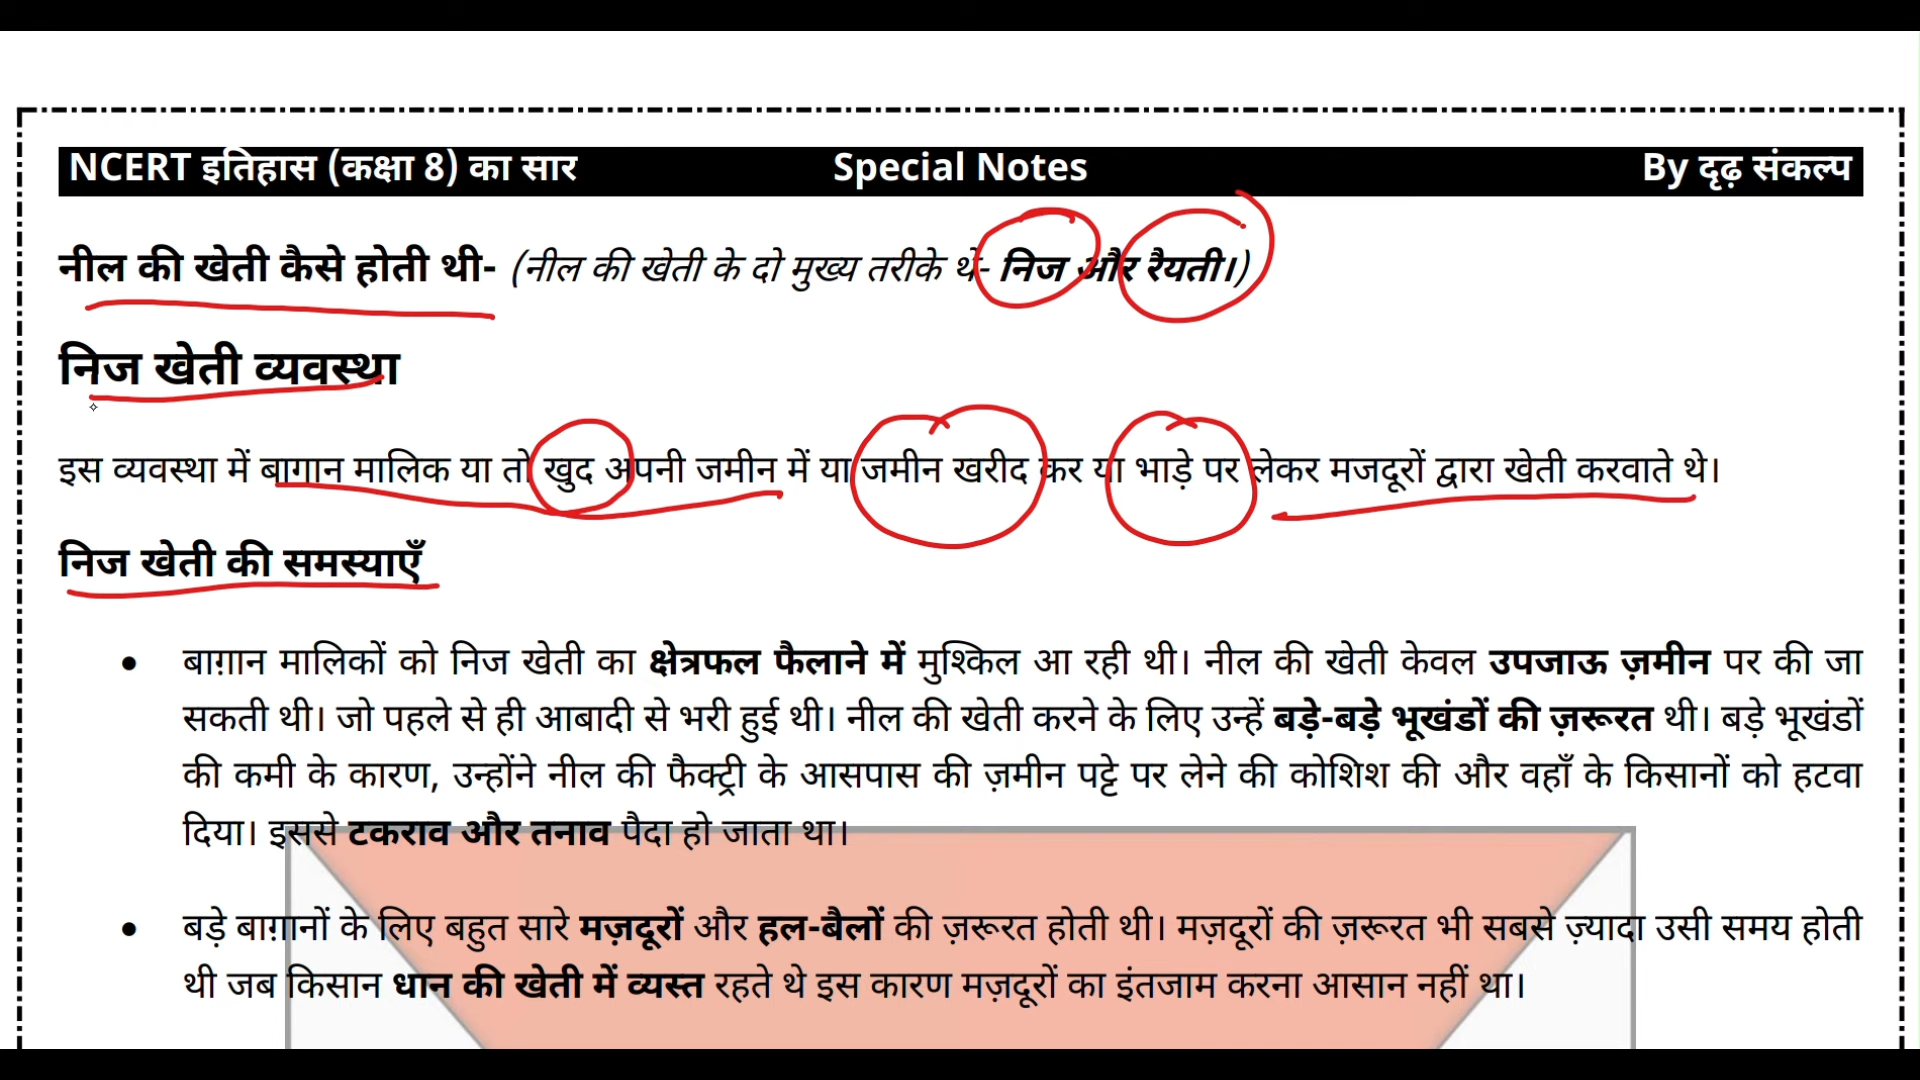 NCERT इतिहास (कक्षा 8) का सार Special Notes By दृढ़ संकल्प
नील की खेती कैसे होती थी- (नील की खेती के दो मुख्य तरीके थे- निज और रैयती।)
निज खेती व्यवस्था
इस व्यवस्था में बागान मालिक या तो खुद अपनी जमीन में या जमीन खरीद कर या भाड़े पर लेकर मजदूरों द्वारा खेती करवाते थे।
निज खेती की समस्याएँ
• बाग़ान मालिकों को निज खेती का क्षेत्रफल फैलाने में मुश्किल आ रही थी। नील की खेती केवल उपजाऊ ज़मीन पर की जा
सकती थी। जो पहले से ही आबादी से भरी हुई थी। नील की खेती करने के लिए उन्हें बड़े-बड़े भूखंडों की ज़रूरत थी। बड़े भूखंडों
की कमी के कारण, उन्होंने नील की फैक्ट्री के आसपास की ज़मीन पट्टे पर लेने की कोशिश की और वहाँ के किसानों को हटवा
दिया। इससे टकराव और तनाव पैदा हो जाता था।
• बड़े बाग़ानों के लिए बहुत सारे मज़दूरों और हल-बैलों की ज़रूरत होती थी। मज़दूरों की ज़रूरत भी सबसे ज़्यादा उसी समय होती
थी जब किसान धान की खेती में व्यस्त रहते थे इस कारण मज़दूरों का इंतजाम करना आसान नहीं था।